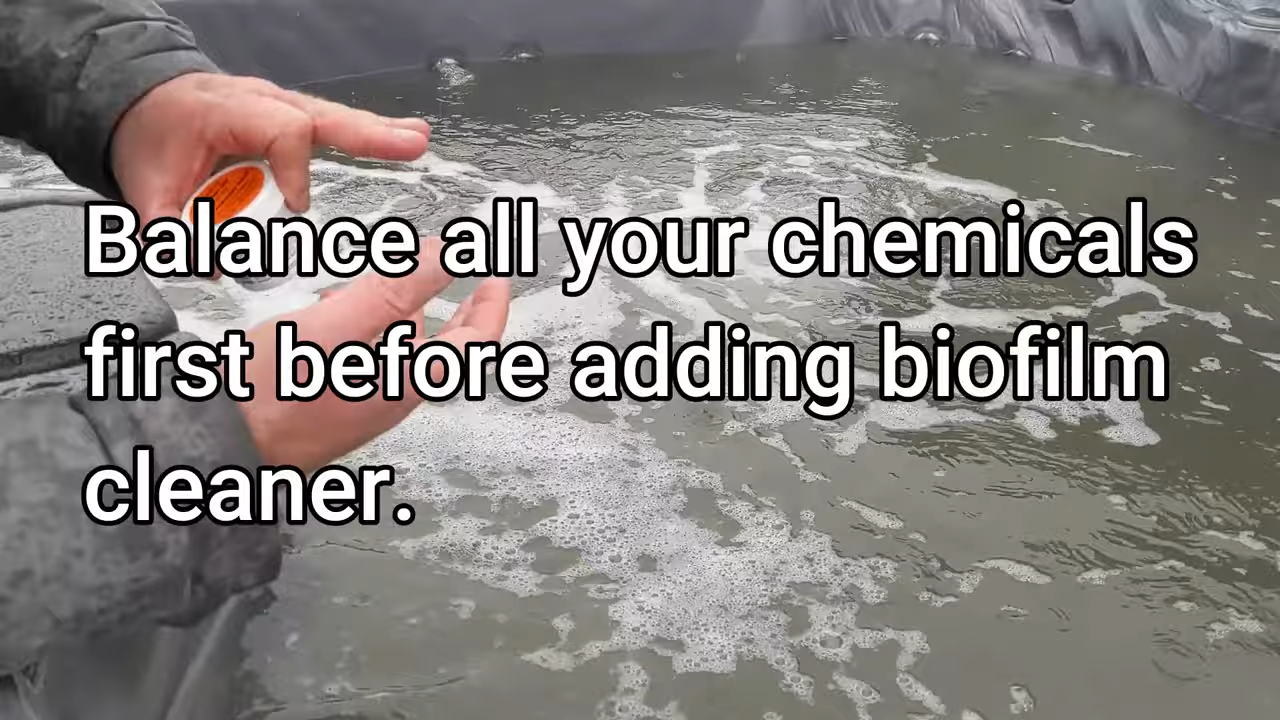 Balance all your chemicals
first before adding biofilm
cleaner.